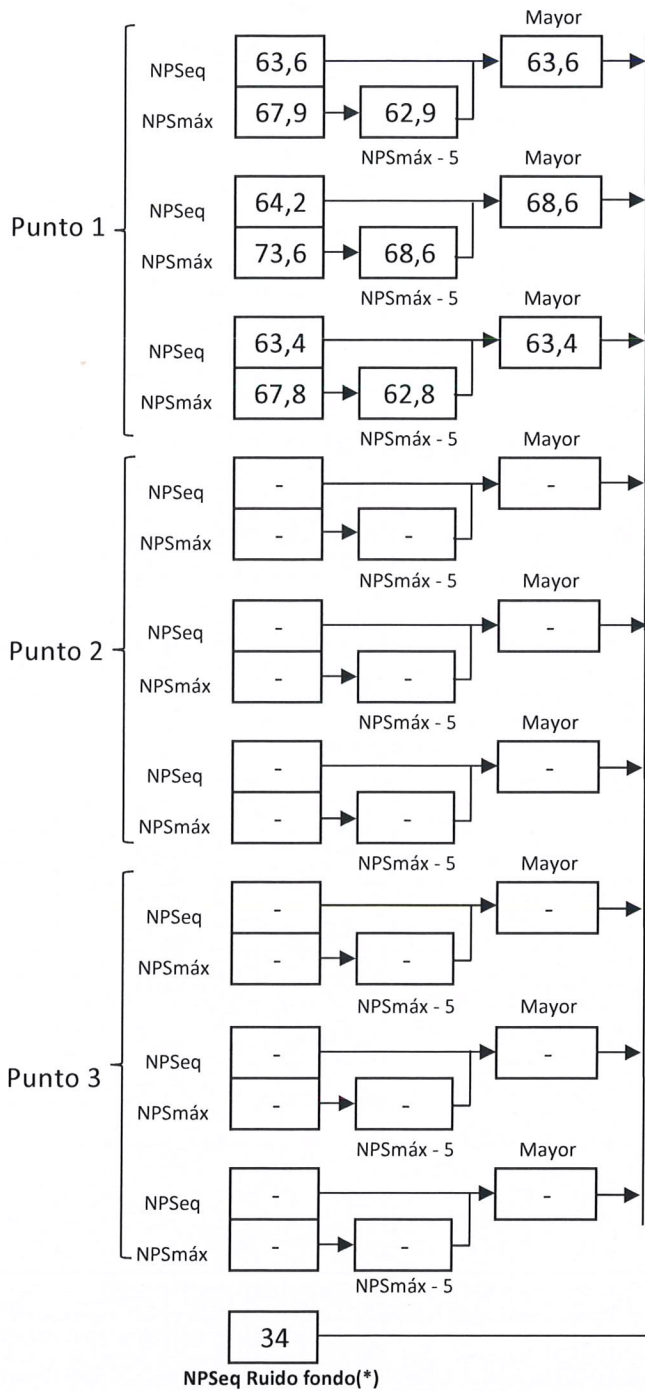 Mayor
NPSeq 63,6 63,6
NPSmáx 67,9 62,9
NPSmáx - 5 Mayor
NPSeq 64,2 68,6
Punto 1
NPSmáx 73,6 68,6
NPSmáx - 5 Mayor
NPSeq 63,4 63,4
NPSmáx 67,8 62,8
NPSmáx - 5 Mayor
NPSeq - -
NPSmáx - -
NPSmáx - 5 Mayor
NPSeq - -
Punto 2
NPSmáx - -
NPSmáx - 5 Mayor
NPSeq - -
NPSmáx - -
NPSmáx - 5 Mayor
NPSeq - -
NPSmáx - -
NPSmáx - 5 Mayor
NPSeq - -
Punto 3
NPSmáx - -
NPSmáx - 5 Mayor
NPSeq - -
NPSmáx - -
NPSmáx - 5
34
NPSeq Ruido fondo(*)